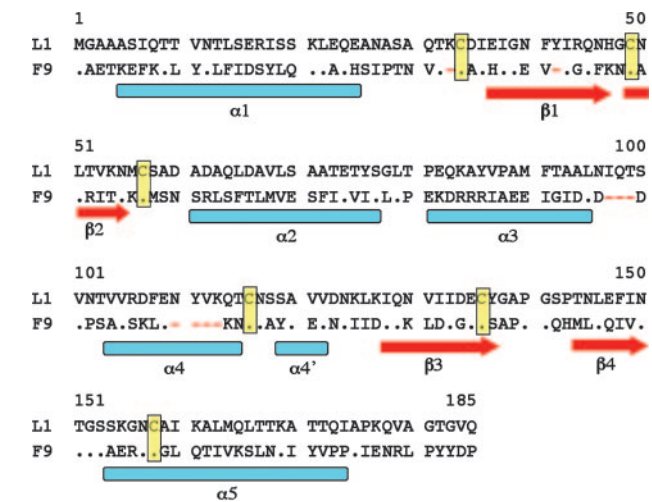 1 50
L1 MGAAASIQTT VNTLSERISS KLEQEANASA QTKCDIEIGN FYIRQNHGCN
F9 .AETKEFK.L Y.LFIDSYLQ ..A.HSIPTN V.-.A.H..E V-.G.FKN.A
α1 β1
51 100
L1 LTVKNMCSAD ADAQLDAVLS AATETYSGLT PEQKAYVPAM FTAALNIQTS
F9 .RIT.K.MSN SRLSFTLMVE SFI.VI.L.P EKDRRRIAEE IGID.D---D
β2 α2 α3
101 150
L1 VNTVVRDFEN YVKQTCNSSA VVDNKLKIQN VIIDECYGAP GSPTNLEFIN
F9 .PSA.SKL.- ---KN..AY. E.N.IID..K LD.G..SAP. .QHML.QIV.
α4 α4' β3 β4
151 185
L1 TGSSKGNCAI KALMQLTTKA TTQIAPKQVA GTGVQ
F9 ...AER..GL QTIVKSLN.I YVPP.IENRL PYYDP
α5